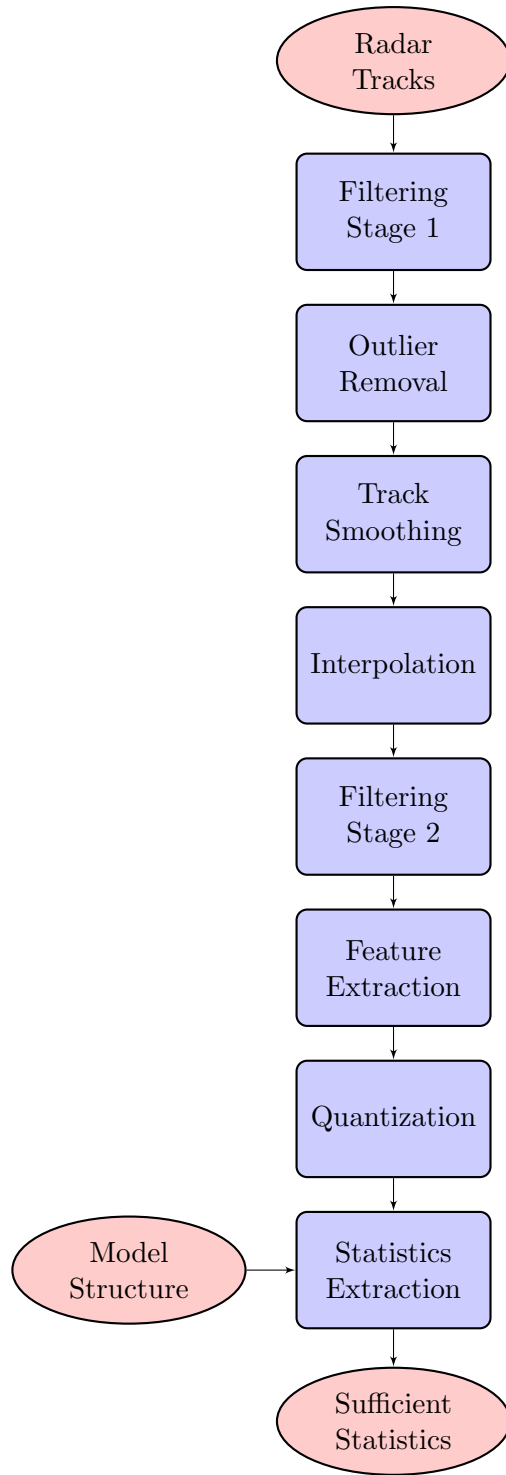 Radar
Tracks
Filtering
Stage 1
Outlier
Removal
Track
Smoothing
Interpolation
Filtering
Stage 2
Feature
Extraction
Quantization
Model
Structure
Statistics
Extraction
Sufficient
Statistics